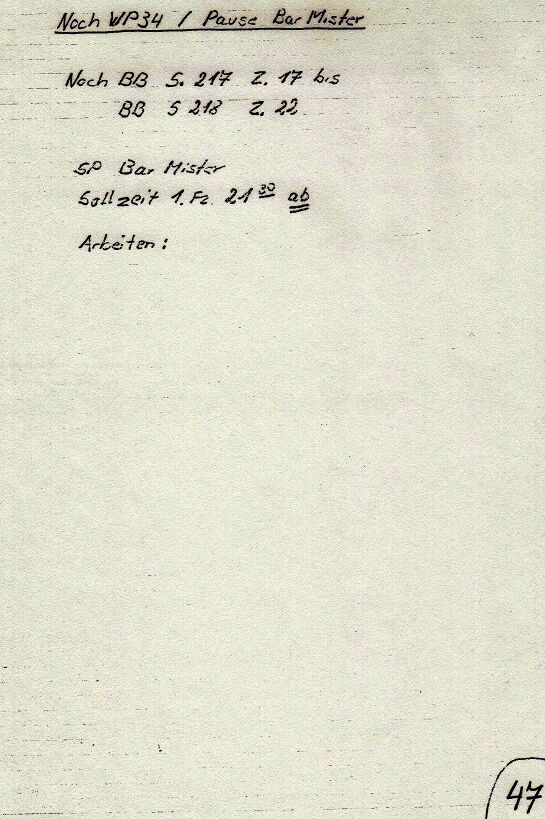 Noch WP34 / Pause Bar Mister
Noch BB S. 217 Z. 17 bis
BB S 218 Z. 22
SP Bar Mister
Sollzeit 1. Fz. 21 30 ab
Arbeiten:
47